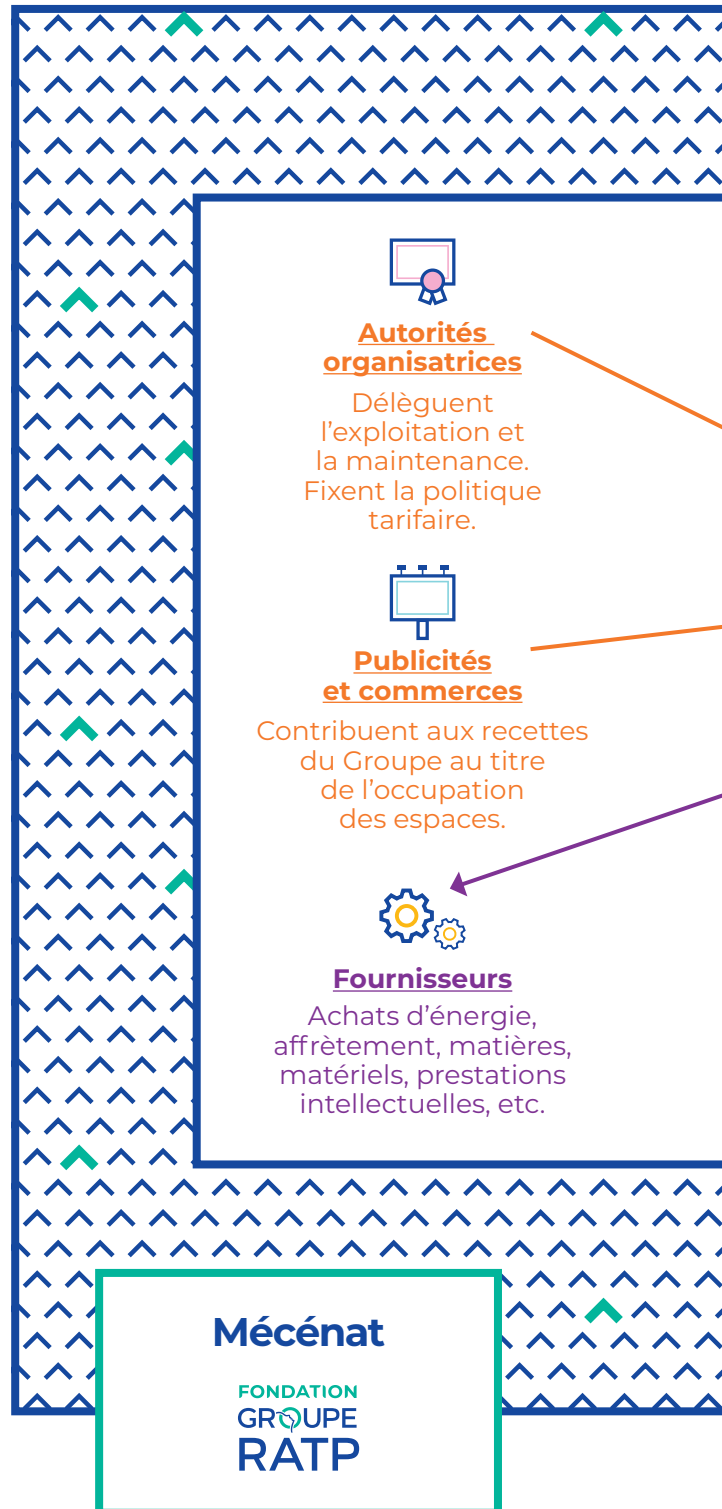 Autorités
organisatrices
Délèguent
l’exploitation et
la maintenance.
Fixent la politique
tarifaire.
Publicités
et commerces
Contribuent aux recettes
du Groupe au titre
de l’occupation
des espaces.
Fournisseurs
Achats d’énergie,
affrètement, matières,
matériels, prestations
intellectuelles, etc.
Mécénat
FONDATION
GROUPE
RATP